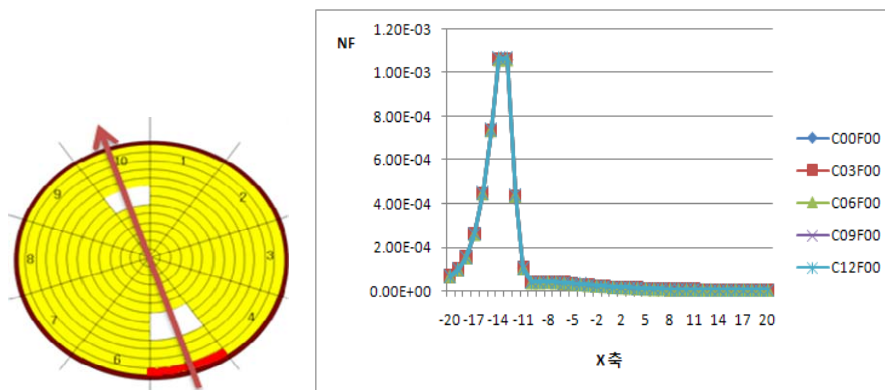 10 1
9 2
8 3
7 4
6
NF
1.20E-03
1.00E-03
8.00E-04
6.00E-04
4.00E-04
2.00E-04
0.00E+00
-20 -17 -14 -11 -8 -5 -2 2 5 8 11 14 17 20
X 축
C00F00
C03F00
C06F00
C09F00
C12F00